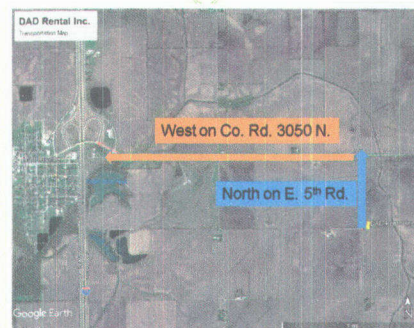 DAD Rental Inc.
Transportation Map
West on Co. Rd. 3050 N.
North on E. 5th Rd.
Google Earth